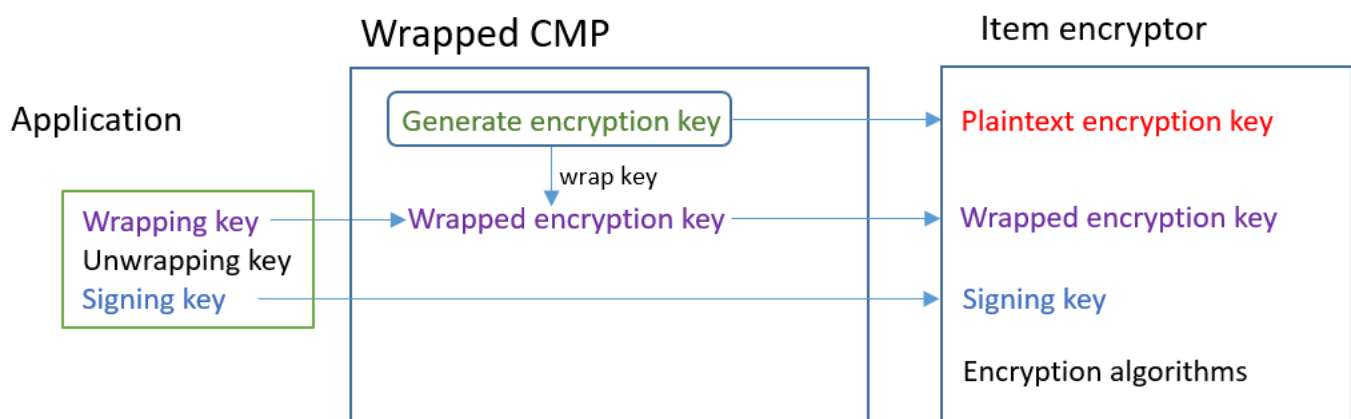 Wrapped CMP
Item encryptor
Application
Generate encryption key
Plaintext encryption key
wrap key
Wrapping key
Wrapped encryption key
Wrapped encryption key
Unwrapping key
Signing key
Signing key
Encryption algorithms